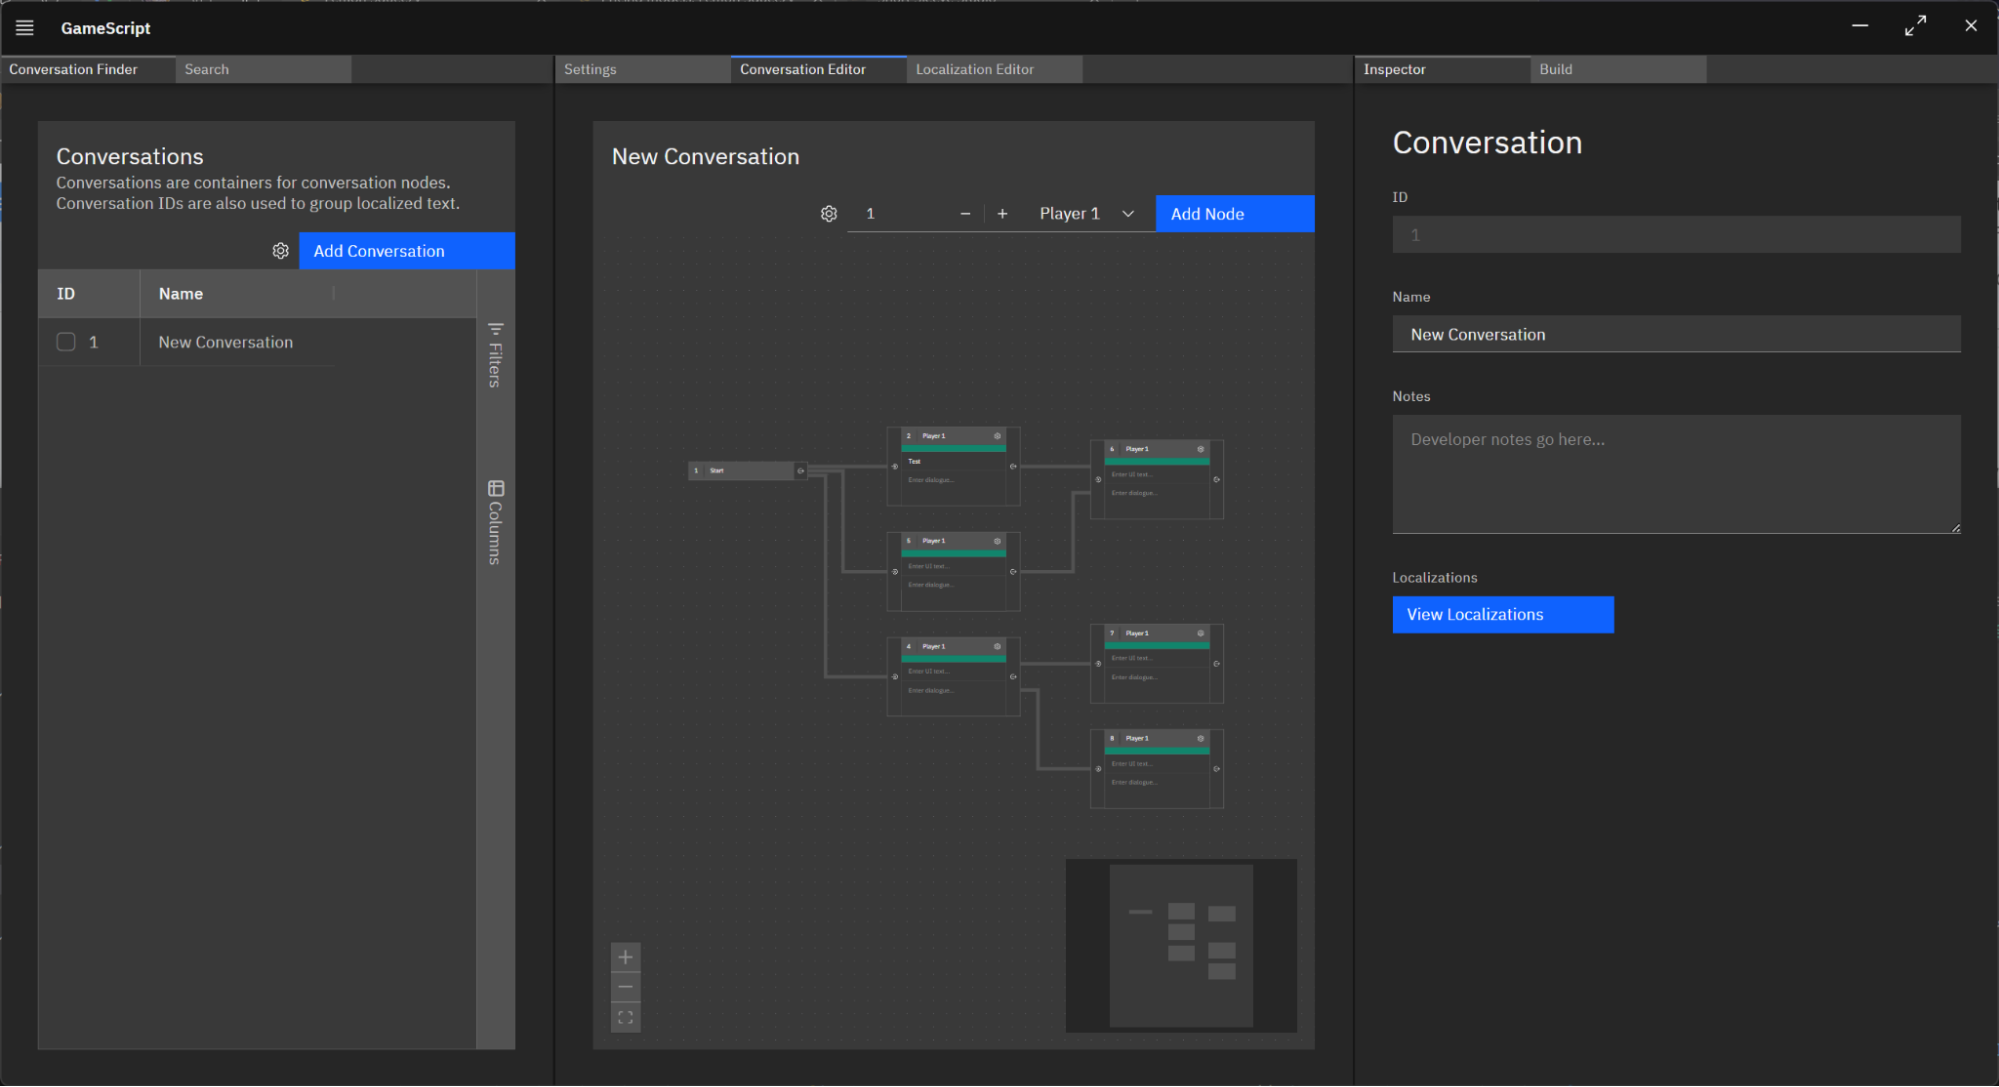 GameScript
Conversation Finder
Search
Settings
Conversation Editor
Localization Editor
Inspector
Build
Conversations
Conversations are containers for conversation nodes.
Conversation IDs are also used to group localized text.
Add Conversation
ID
Name
1
New Conversation
Filters
Columns
New Conversation
1
Player 1
Add Node
1 Start
2 Player 1
Test
Enter dialogue...
5 Player 1
Enter UI text...
Enter dialogue...
4 Player 1
Enter UI text...
Enter dialogue...
6 Player 1
Enter UI text...
Enter dialogue...
7 Player 1
Enter UI text...
Enter dialogue...
8 Player 1
Enter UI text...
Enter dialogue...
Conversation
ID
1
Name
New Conversation
Notes
Developer notes go here...
Localizations
View Localizations